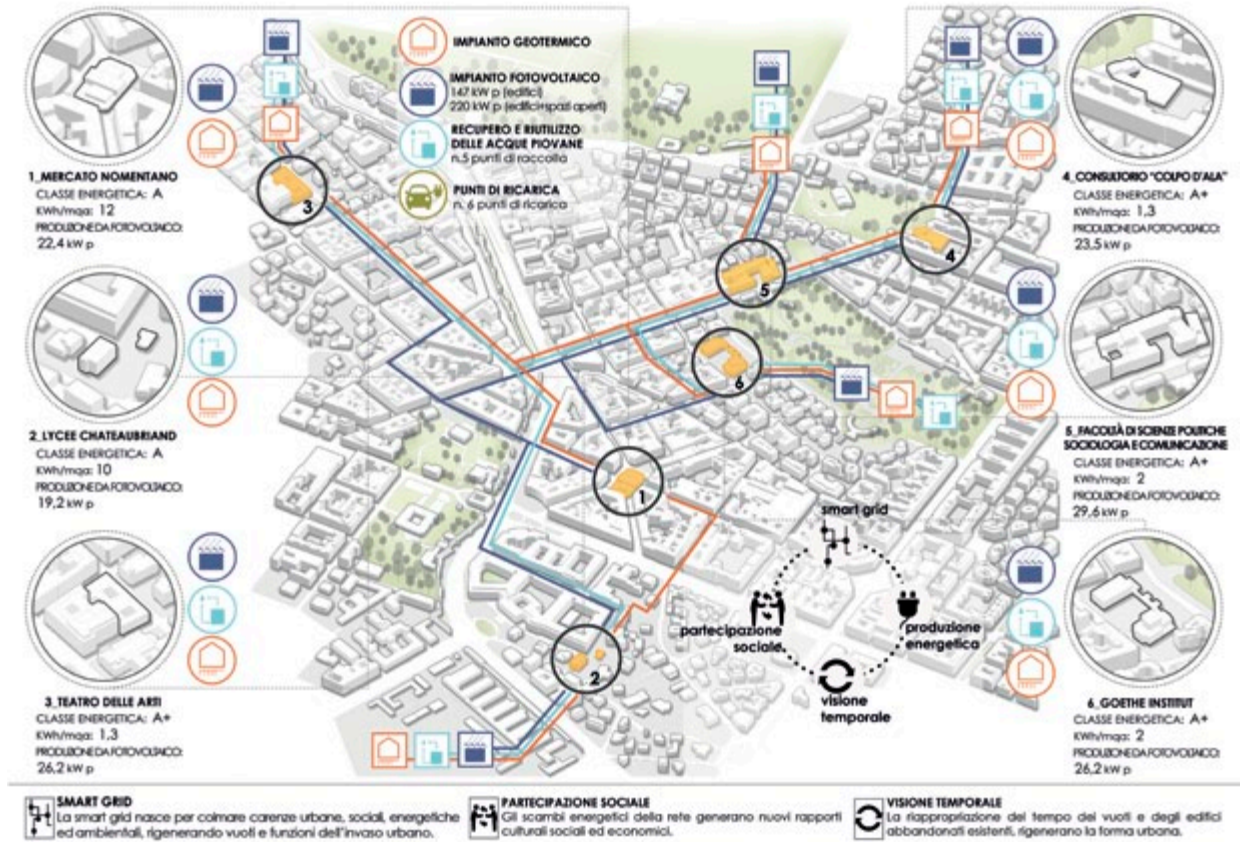 IMPIANTO GEOTERMICO
IMPIANTO FOTOVOLTAICO
147 kW p (edifici)
220 kW p (edifici+spazi aperti)
RECUPERO E RIUTILIZZO
DELLE ACQUE PIOVANE
n.5 punti di raccolta
PUNTI DI RICARICA
n. 6 punti di ricarica
1_MERCATO NOMENTANO
CLASSE ENERGETICA: A
KWh/mqa: 12
PRODUZIONE DA FOTOVOLTAICO:
22,4 kW p
2_LYCEE CHATEAUBRIAND
CLASSE ENERGETICA: A
KWh/mqa: 10
PRODUZIONE DA FOTOVOLTAICO:
19,2 kW p
3_TEATRO DELLE ARTI
CLASSE ENERGETICA: A+
KWh/mqa: 1,3
PRODUZIONE DA FOTOVOLTAICO:
26,2 kW p
4_CONSULTORIO "COLPO D'ALA"
CLASSE ENERGETICA: A+
KWh/mqa: 1,3
PRODUZIONE DA FOTOVOLTAICO:
23,5 kW p
5_FACOLTÀ DI SCIENZE POLITICHE
SOCIOLOGIA E COMUNICAZIONE
CLASSE ENERGETICA: A+
KWh/mqa: 2
PRODUZIONE DA FOTOVOLTAICO:
29,6 kW p
6_GOETHE INSTITUT
CLASSE ENERGETICA: A+
KWh/mqa: 2
PRODUZIONE DA FOTOVOLTAICO:
26,2 kW p
3
4
5
6
1
2
smart grid
partecipazione
sociale
produzione
energetica
visione
temporale
SMART GRID
La smart grid nasce per colmare carenze urbane, sociali, energetiche
ed ambientali, rigenerando vuoti e funzioni dell'invaso urbano.
PARTECIPAZIONE SOCIALE
Gli scambi energetici della rete generano nuovi rapporti
culturali sociali ed economici.
VISIONE TEMPORALE
La riappropriazione del tempo dei vuoti e degli edifici
abbandonati esistenti, rigenerano la forma urbana.